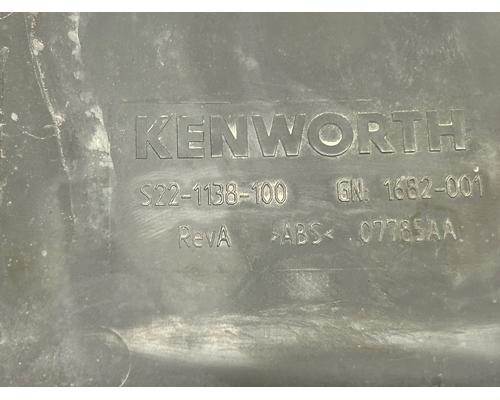 KENWORTH
S22-1138-100 GN: 1682-001
RevA >ABS< 07785AA